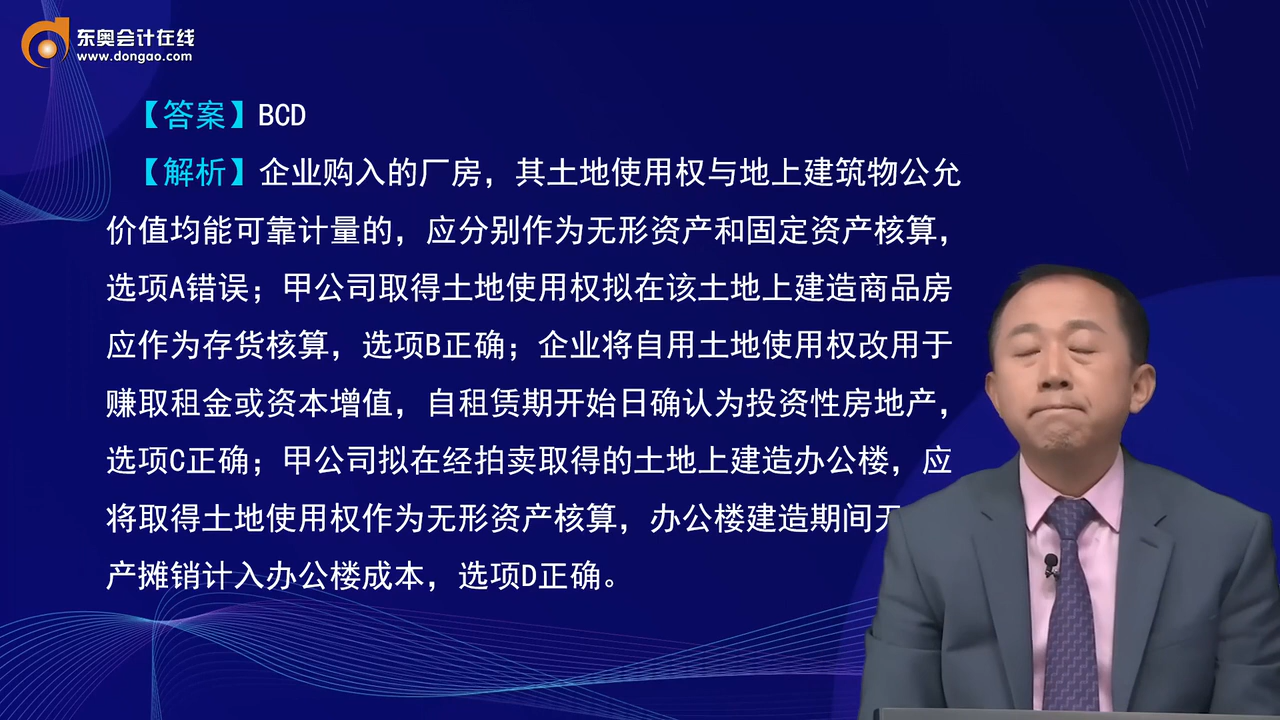 东奥会计在线
www.dongao.com
【答案】BCD
【解析】企业购入的厂房，其土地使用权与地上建筑物公允
价值均能可靠计量的，应分别作为无形资产和固定资产核算，
选项A错误；甲公司取得土地使用权拟在该土地上建造商品房
应作为存货核算，选项B正确；企业将自用土地使用权改用于
赚取租金或资本增值，自租赁期开始日确认为投资性房地产，
选项C正确；甲公司拟在经拍卖取得的土地上建造办公楼，应
将取得土地使用权作为无形资产核算，办公楼建造期间
产摊销计入办公楼成本，选项D正确。